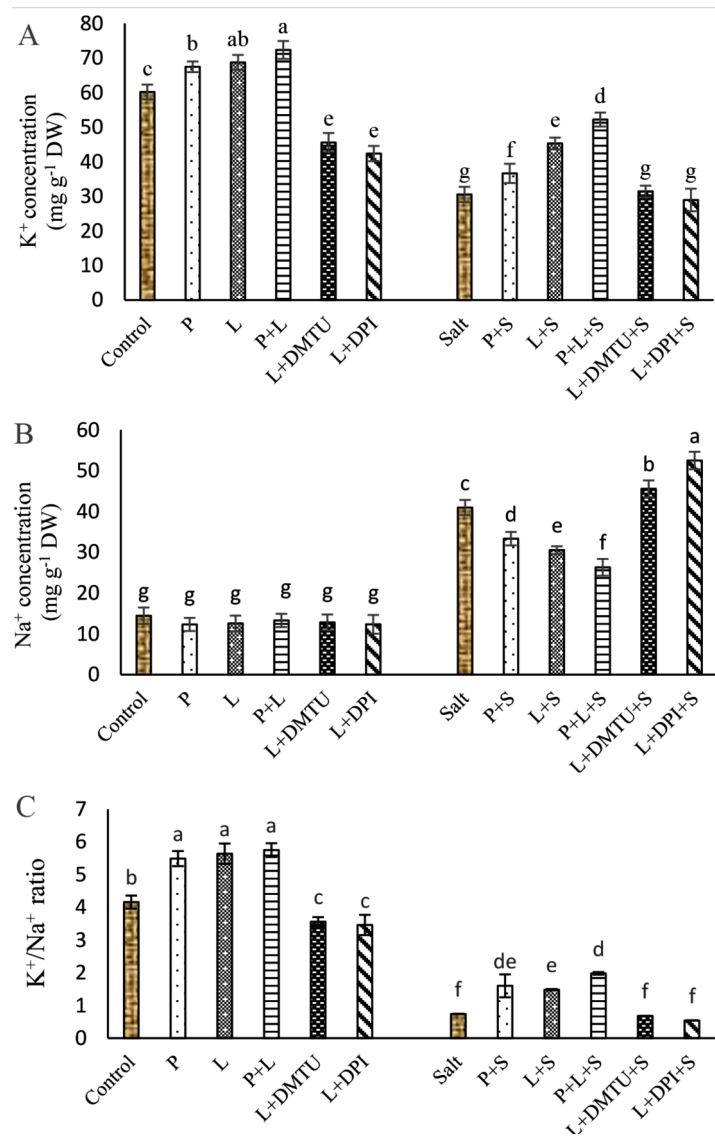 A
K⁺ concentration
(mg g⁻¹ DW)
80
70
60
50
40
30
20
10
0
c
b
ab
a
e
e
g
f
e
d
g
g
Control
P
L
P+L
L+DMTU
L+DPI
Salt
P+S
L+S
P+L+S
L+DMTU+S
L+DPI+S
B
Na⁺ concentration
(mg g⁻¹ DW)
60
50
40
30
20
10
0
g
g
g
g
g
g
c
d
e
f
b
a
Control
P
L
P+L
L+DMTU
L+DPI
Salt
P+S
L+S
P+L+S
L+DMTU+S
L+DPI+S
C
K⁺/Na⁺ ratio
7
6
5
4
3
2
1
0
b
a
a
a
c
c
f
de
e
d
f
f
Control
P
L
P+L
L+DMTU
L+DPI
Salt
P+S
L+S
P+L+S
L+DMTU+S
L+DPI+S